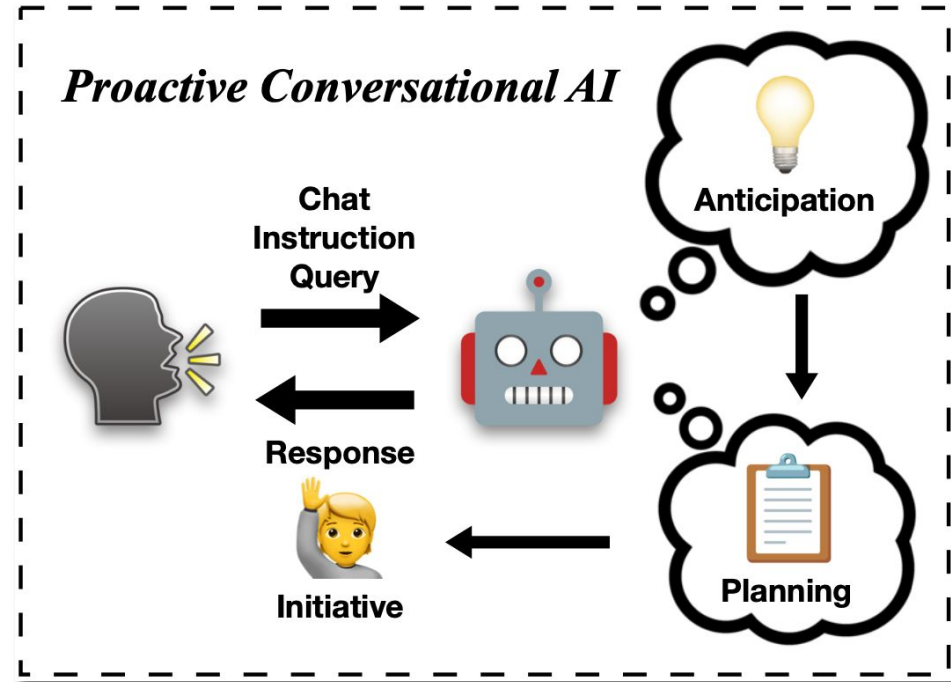 Proactive Conversational AI
Anticipation
Chat
Instruction
Query
Response
Initiative
Planning